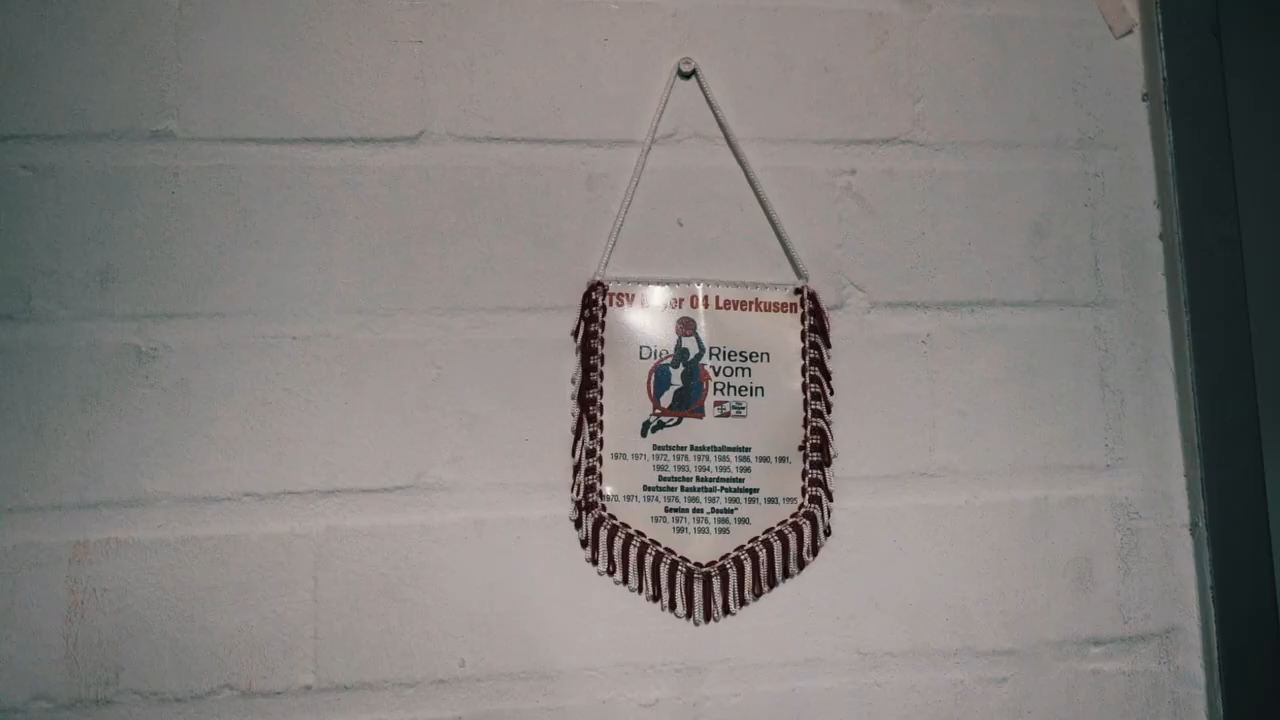 TSV Bayer 04 Leverkusen
Die Riesen
vom
Rhein
Deutscher Basketballmeister
1970, 1971, 1972, 1976, 1979, 1985, 1986, 1990, 1991,
1992, 1993, 1994, 1995, 1996
Deutscher Rekordmeister
Deutscher Basketball-Pokalsieger
1970, 1971, 1974, 1976, 1986, 1987, 1990, 1991, 1993, 1995
Gewinn des „Double“
1970, 1971, 1976, 1986, 1990,
1991, 1993, 1995